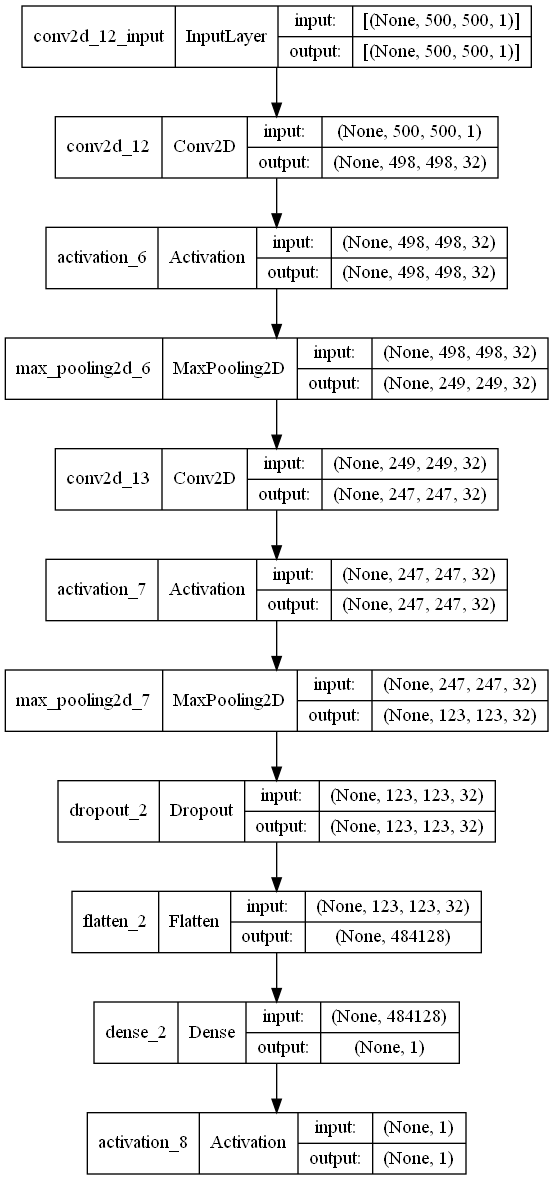 conv2d_12_input InputLayer input: [(None, 500, 500, 1)]
output: [(None, 500, 500, 1)]
conv2d_12 Conv2D input: (None, 500, 500, 1)
output: (None, 498, 498, 32)
activation_6 Activation input: (None, 498, 498, 32)
output: (None, 498, 498, 32)
max_pooling2d_6 MaxPooling2D input: (None, 498, 498, 32)
output: (None, 249, 249, 32)
conv2d_13 Conv2D input: (None, 249, 249, 32)
output: (None, 247, 247, 32)
activation_7 Activation input: (None, 247, 247, 32)
output: (None, 247, 247, 32)
max_pooling2d_7 MaxPooling2D input: (None, 247, 247, 32)
output: (None, 123, 123, 32)
dropout_2 Dropout input: (None, 123, 123, 32)
output: (None, 123, 123, 32)
flatten_2 Flatten input: (None, 123, 123, 32)
output: (None, 484128)
dense_2 Dense input: (None, 484128)
output: (None, 1)
activation_8 Activation input: (None, 1)
output: (None, 1)